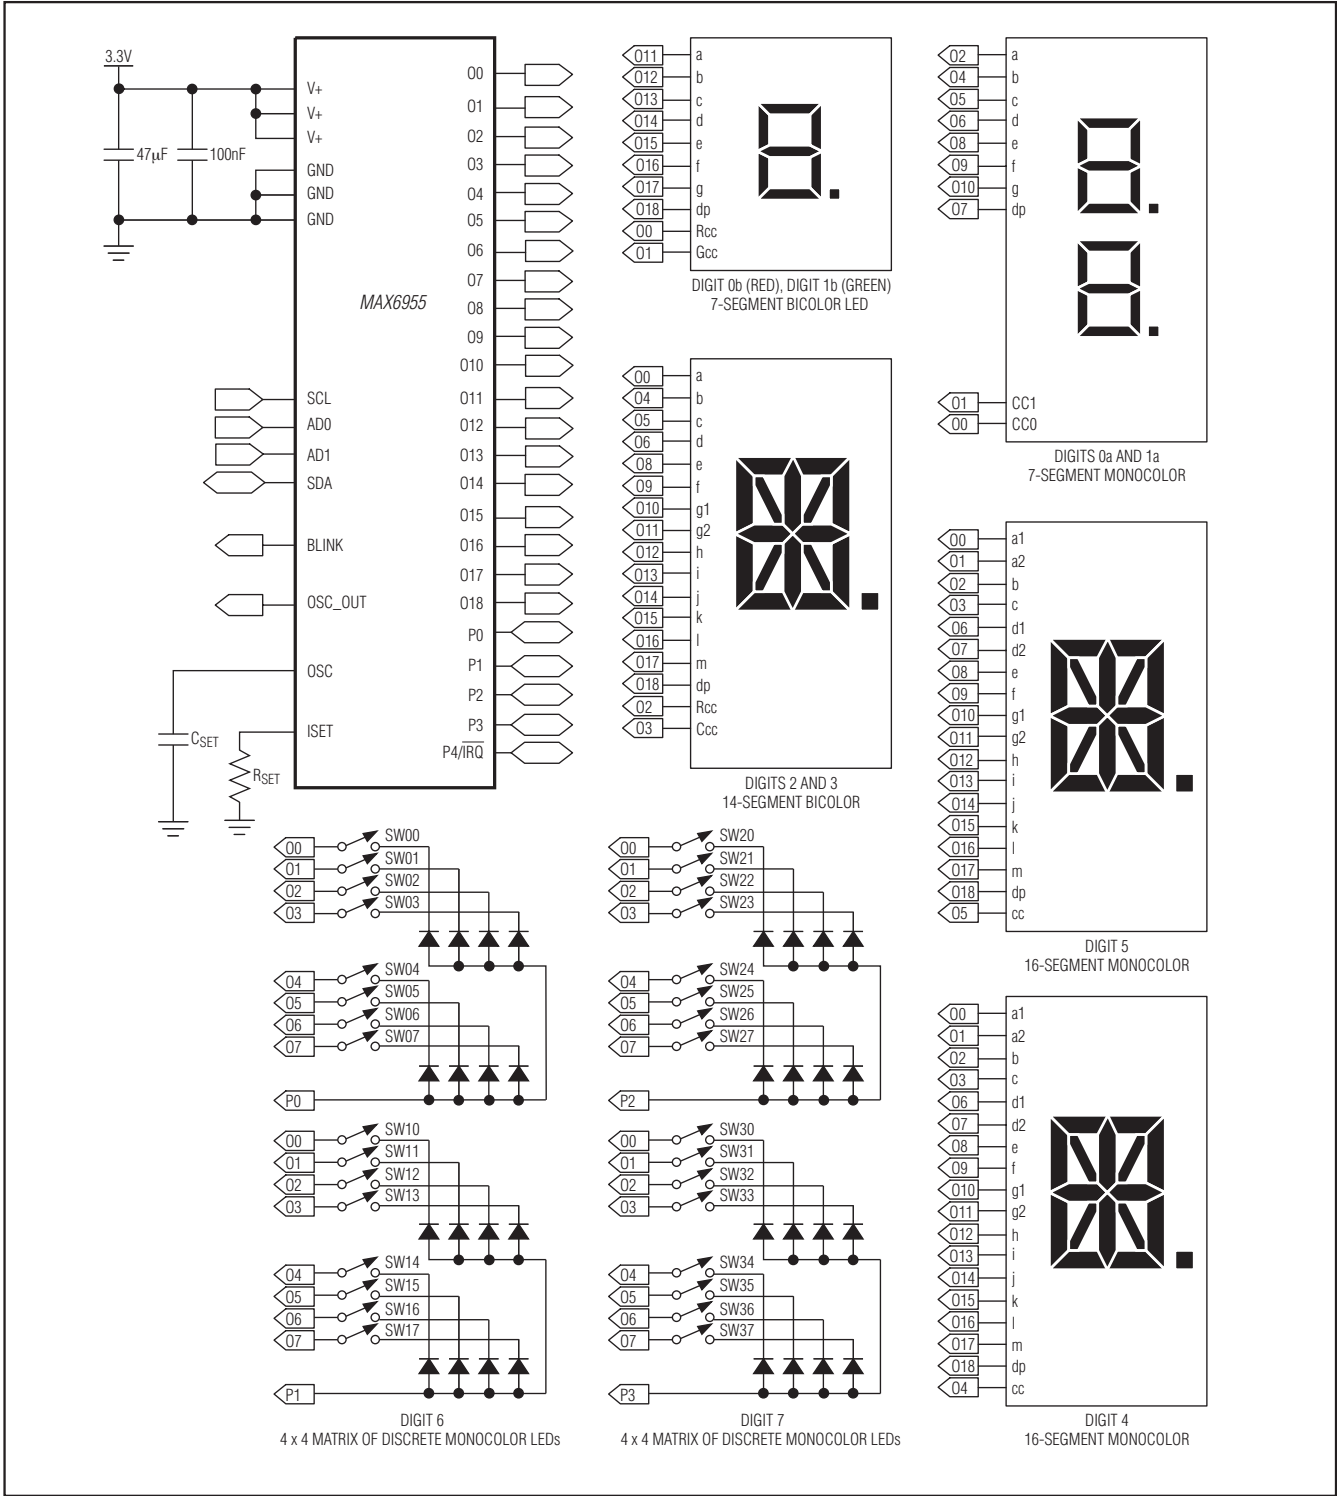 3.3V
47µF
100nF
V+
V+
V+
GND
GND
GND
MAX6955
SCL
AD0
AD1
SDA
BLINK
OSC_OUT
OSC
ISET
CSET
RSET
O0
O1
O2
O3
O4
O5
O6
O7
O8
O9
O10
O11
O12
O13
O14
O15
O16
O17
O18
P0
P1
P2
P3
P4/IRQ
O11 a
O12 b
O13 c
O14 d
O15 e
O16 f
O17 g
O18 dp
O0 Rcc
O1 Gcc
DIGIT 0b (RED), DIGIT 1b (GREEN)
7-SEGMENT BICOLOR LED
O2 a
O4 b
O5 c
O6 d
O8 e
O9 f
O10 g
O7 dp
O1 CC1
O0 CC0
DIGITS 0a AND 1a
7-SEGMENT MONOCOLOR
O0 a
O4 b
O5 c
O6 d
O8 e
O9 f
O10 g1
O11 g2
O12 h
O13 i
O14 j
O15 k
O16 l
O17 m
O18 dp
O2 Rcc
O3 Ccc
DIGITS 2 AND 3
14-SEGMENT BICOLOR
O0 a1
O1 a2
O2 b
O3 c
O6 d1
O7 d2
O8 e
O9 f
O10 g1
O11 g2
O12 h
O13 i
O14 j
O15 k
O16 l
O17 m
O18 dp
O5 cc
DIGIT 5
16-SEGMENT MONOCOLOR
O0 SW00
O1 SW01
O2 SW02
O3 SW03
O4 SW04
O5 SW05
O6 SW06
O7 SW07
P0
O0 SW10
O1 SW11
O2 SW12
O3 SW13
O4 SW14
O5 SW15
O6 SW16
O7 SW17
P1
DIGIT 6
4 x 4 MATRIX OF DISCRETE MONOCOLOR LEDs
O0 SW20
O1 SW21
O2 SW22
O3 SW23
O4 SW24
O5 SW25
O6 SW26
O7 SW27
P2
O0 SW30
O1 SW31
O2 SW32
O3 SW33
O4 SW34
O5 SW35
O6 SW36
O7 SW37
P3
DIGIT 7
4 x 4 MATRIX OF DISCRETE MONOCOLOR LEDs
O0 a1
O1 a2
O2 b
O3 c
O6 d1
O7 d2
O8 e
O9 f
O10 g1
O11 g2
O12 h
O13 i
O14 j
O15 k
O16 l
O17 m
O18 dp
O4 cc
DIGIT 4
16-SEGMENT MONOCOLOR